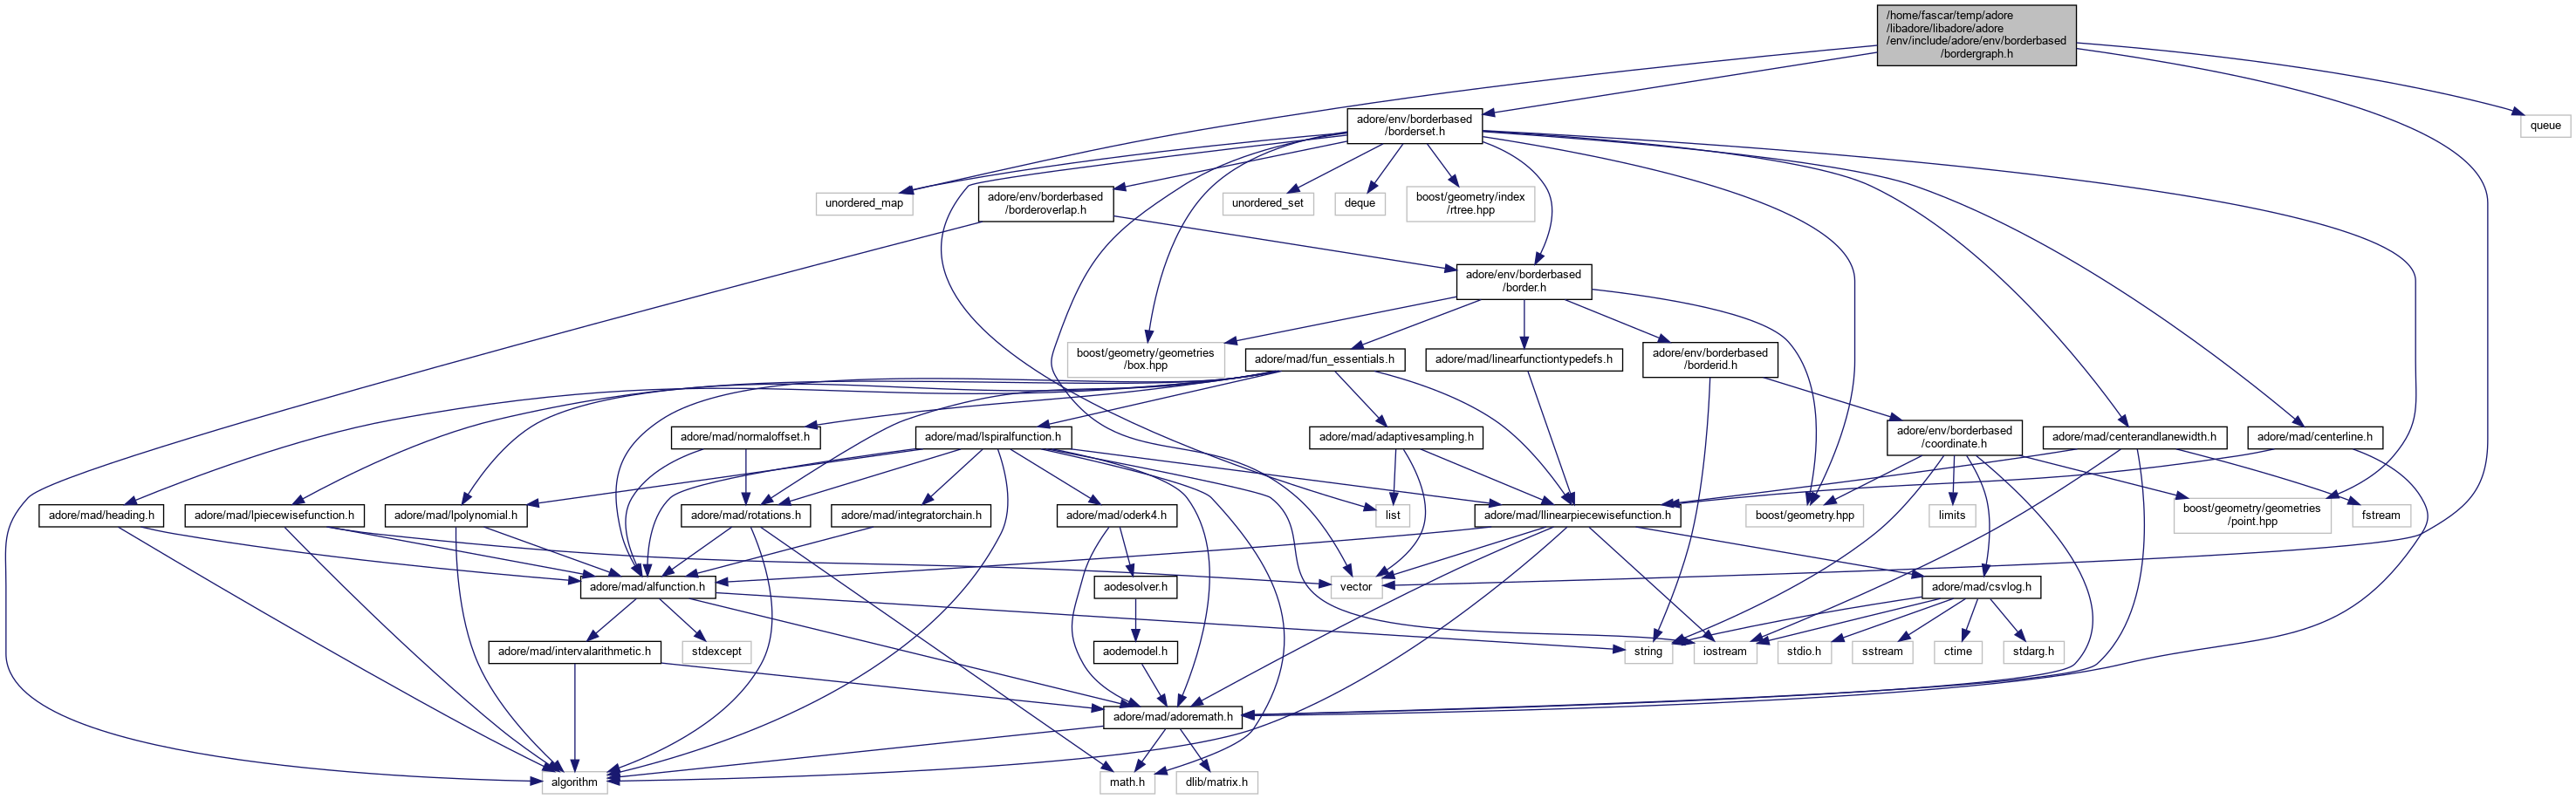 /home/fascar/temp/adore
/libadore/libadore/adore
/env/include/adore/env/borderbased
/bordergraph.h
adore/env/borderbased
/borderset.h
queue
unordered_map
adore/env/borderbased
/borderoverlap.h
unordered_set
deque
boost/geometry/index
/rtree.hpp
adore/env/borderbased
/border.h
boost/geometry/geometries
/box.hpp
adore/mad/fun_essentials.h
adore/mad/linearfunctiontypedefs.h
adore/env/borderbased
/borderid.h
adore/mad/normaloffset.h
adore/mad/lspiralfunction.h
adore/mad/adaptivesampling.h
adore/env/borderbased
/coordinate.h
adore/mad/centerandlanewidth.h
adore/mad/centerline.h
adore/mad/heading.h
adore/mad/lpiecewisefunction.h
adore/mad/lpolynomial.h
adore/mad/rotations.h
adore/mad/integratorchain.h
adore/mad/oderk4.h
list
adore/mad/llinearpiecewisefunction.h
boost/geometry.hpp
limits
boost/geometry/geometries
/point.hpp
fstream
adore/mad/alfunction.h
aodesolver.h
vector
adore/mad/csvlog.h
adore/mad/intervalarithmetic.h
stdexcept
aodemodel.h
string
iostream
stdio.h
sstream
ctime
stdarg.h
adore/mad/adoremath.h
algorithm
math.h
dlib/matrix.h